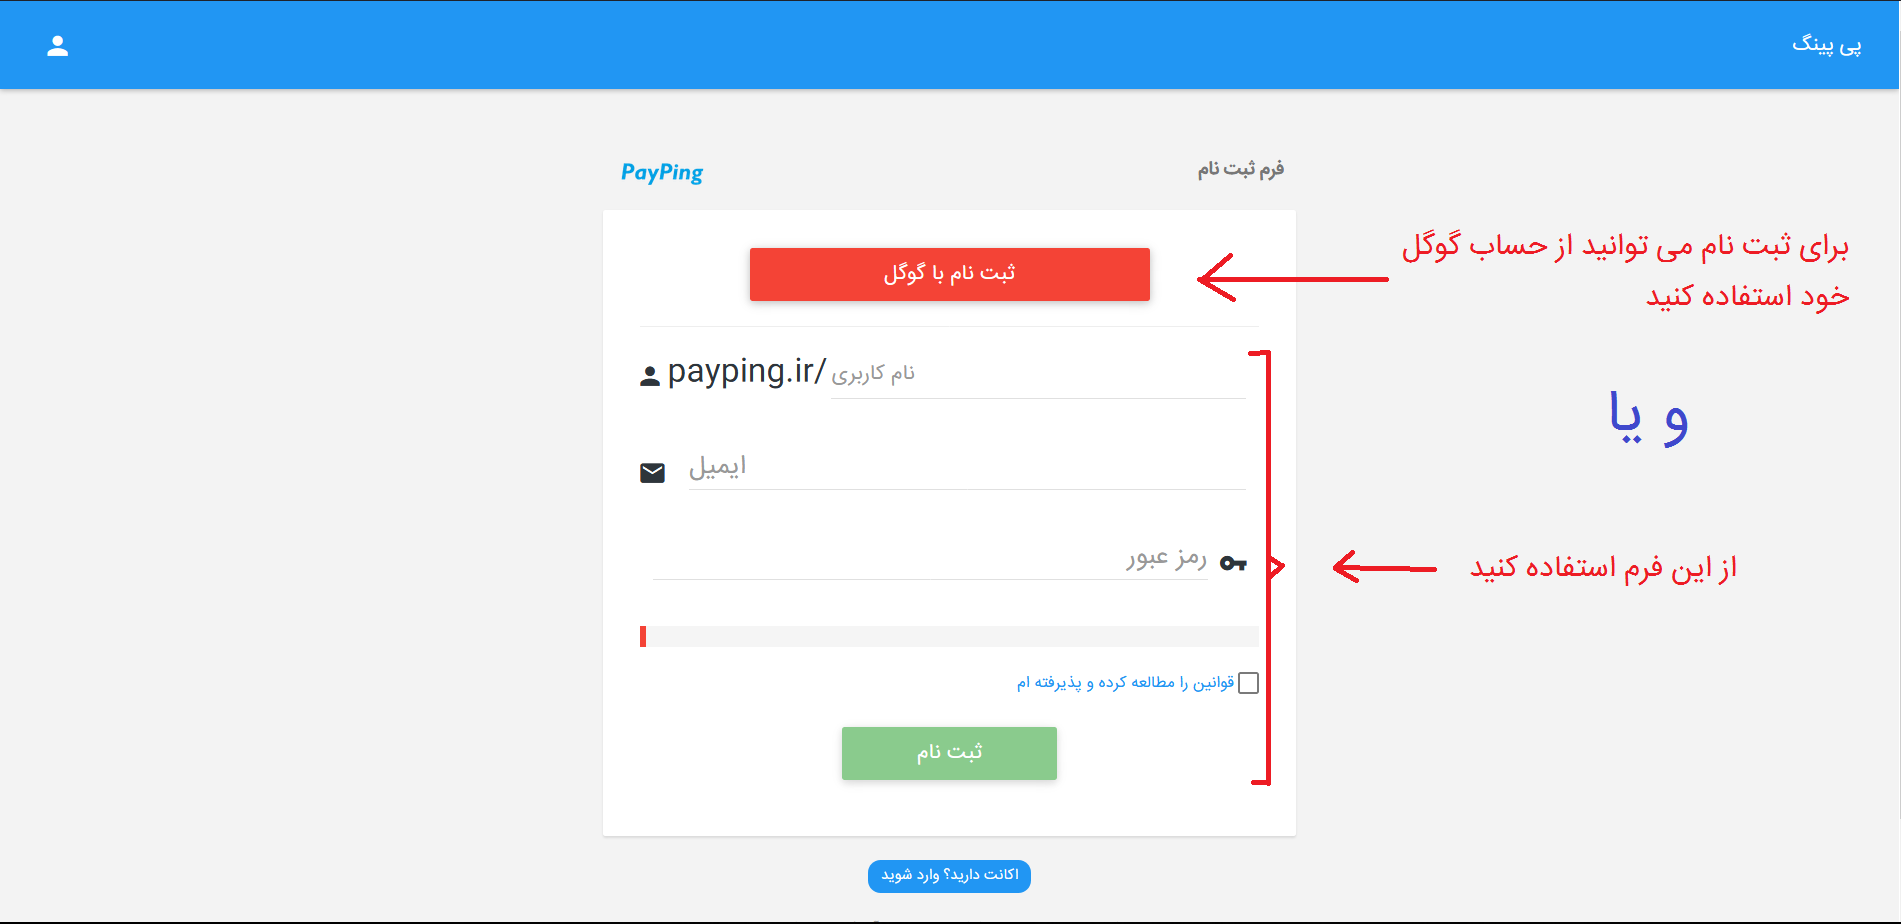 پی پینگ
فرم ثبت نام
PayPing
ثبت نام با گوگل
برای ثبت نام می توانید از حساب گوگل
خود استفاده کنید
payping.ir/
نام کاربری
و یا
ایمیل
رمز عبور
از این فرم استفاده کنید
قوانین را مطالعه کرده و پذیرفته ام
ثبت نام
اکانت دارید؟ وارد شوید